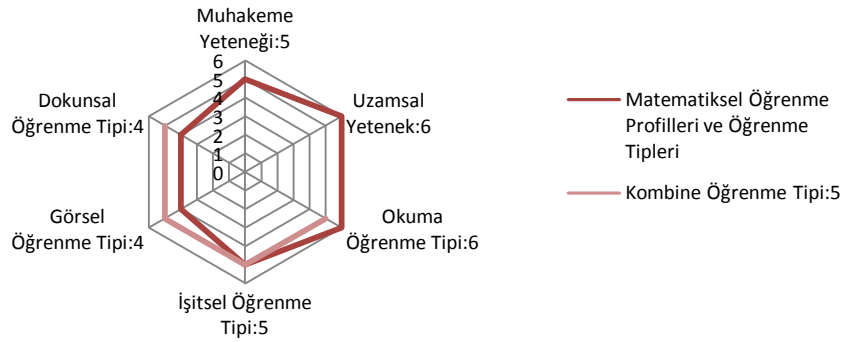 Muhakeme
Yeteneği:5
Uzamsal
Yetenek:6
Okuma
Öğrenme Tipi:6
İşitsel Öğrenme
Tipi:5
Görsel
Öğrenme Tipi:4
Dokunsal
Öğrenme Tipi:4
6
5
4
3
2
1
0
Matematiksel Öğrenme
Profilleri ve Öğrenme
Tipleri
Kombine Öğrenme Tipi:5